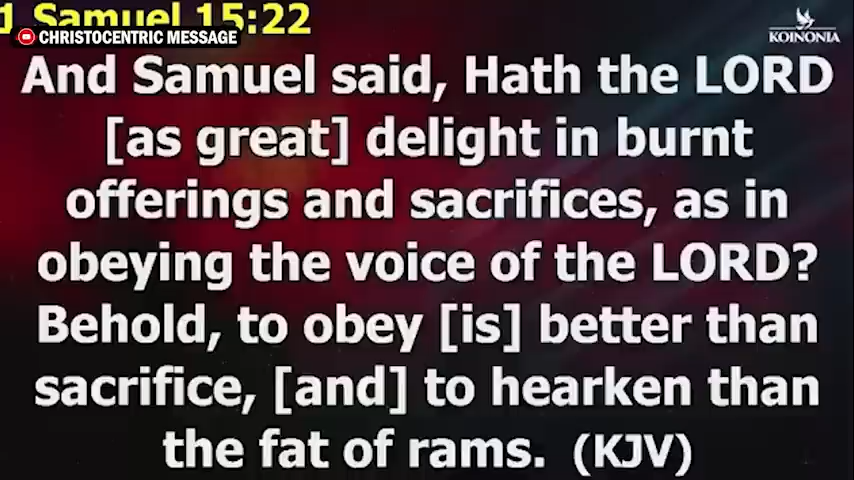 1 Samuel 15:22
CHRISTOCENTRIC MESSAGE
KOINONIA
And Samuel said, Hath the LORD
[as great] delight in burnt
offerings and sacrifices, as in
obeying the voice of the LORD?
Behold, to obey [is] better than
sacrifice, [and] to hearken than
the fat of rams. (KJV)